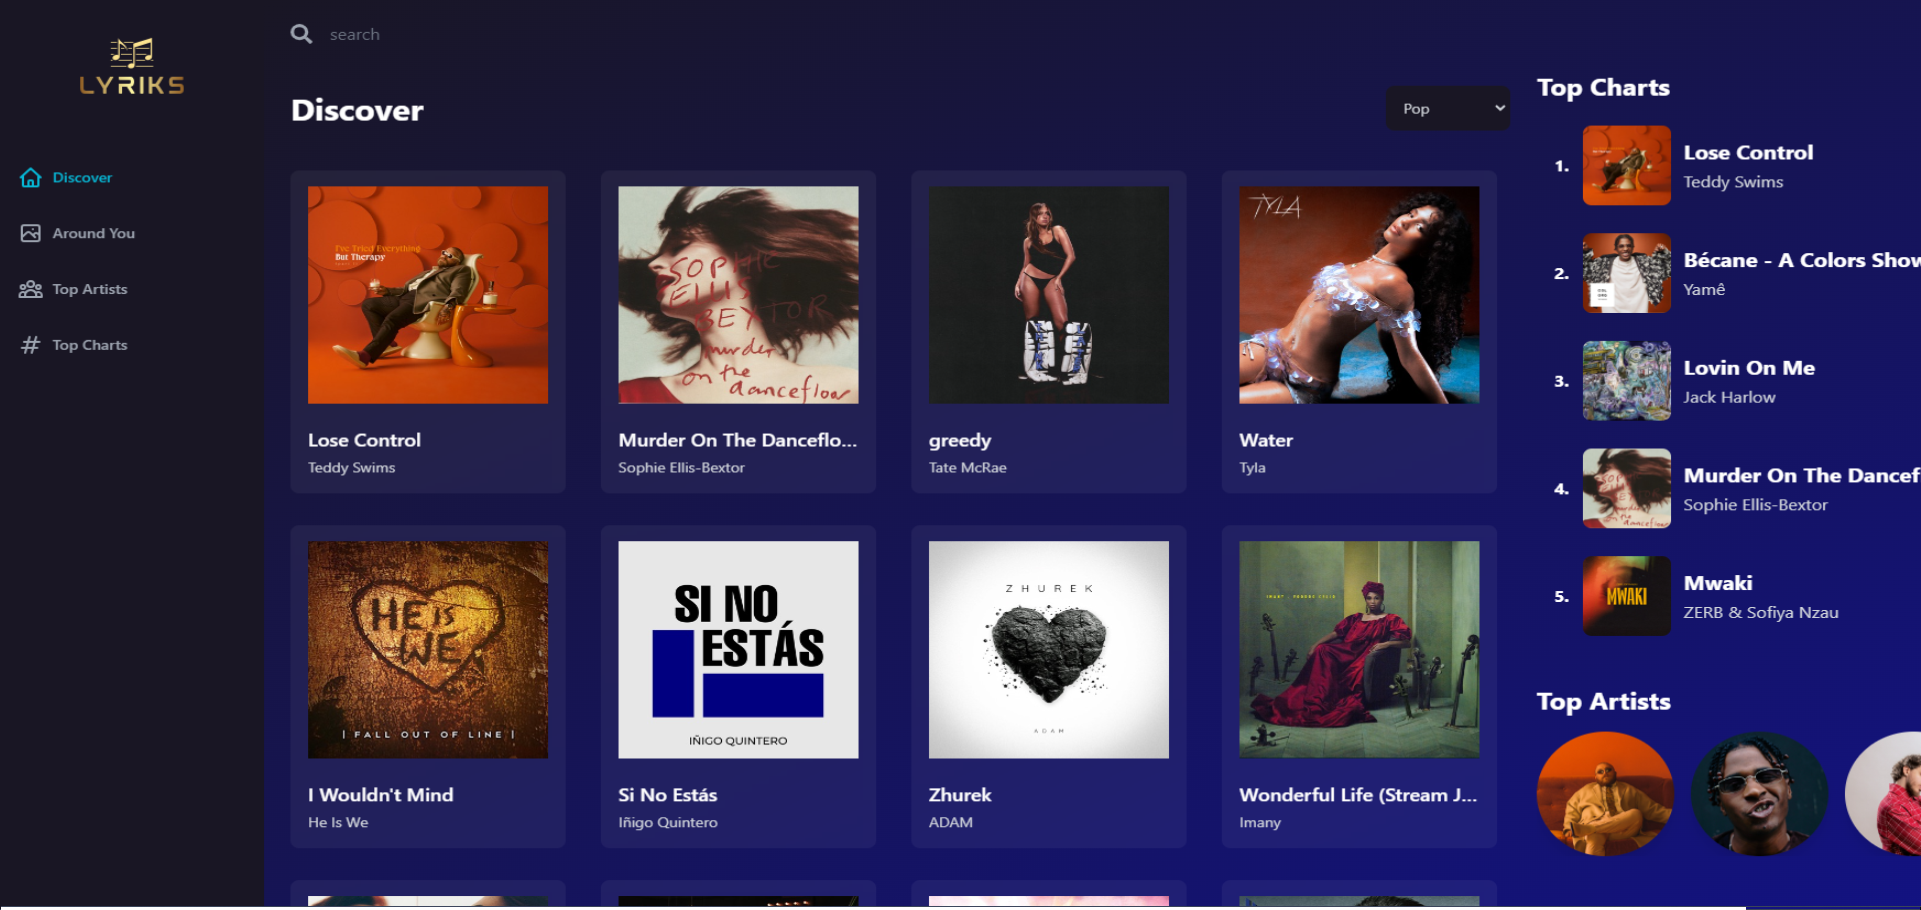 LYRIKS
Discover
Around You
Top Artists
Top Charts
search
Discover
Pop
I've Tried Everything
But Therapy
Lose Control
Teddy Swims
SOPHIE
ELLIS
BEXTOR
murder
on the
dancefloor
Murder On The Danceflo...
Sophie Ellis-Bextor
greedy
Tate McRae
TYLA
Water
Tyla
HE IS
WE
| FALL OUT OF LINE |
I Wouldn't Mind
He Is We
SI NO
ESTÁS
IÑIGO QUINTERO
Si No Estás
Iñigo Quintero
ZHUREK
ADAM
Zhurek
ADAM
Wonderful Life (Stream J...
Imany
Top Charts
1.
Lose Control
Teddy Swims
2.
Bécane - A Colors Show
Yamê
3.
Lovin On Me
Jack Harlow
4.
Murder On The Dancef
Sophie Ellis-Bextor
5.
MWAKI
Mwaki
ZERB & Sofiya Nzau
Top Artists